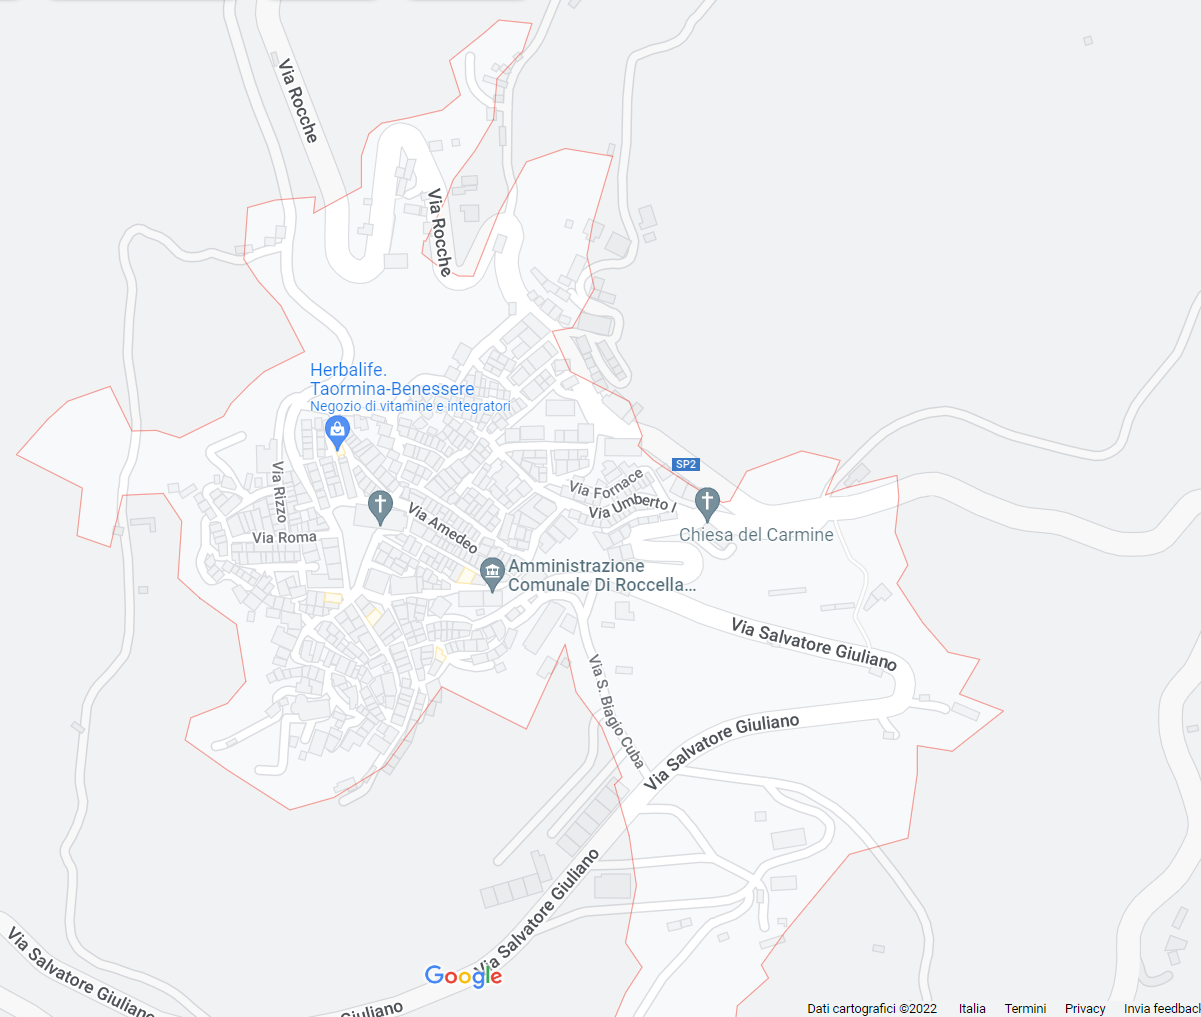 Via Rocche
Via Rocche
Herbalife.
Taormina-Benessere
Negozio di vitamine e integratori
SP2
Via Rizzo
Via Fornace
Via Umberto I
Via Amedeo
Via Roma
Chiesa del Carmine
Amministrazione
Comunale Di Roccella...
Via Salvatore Giuliano
Via S. Biagio Cuba
Via Salvatore Giuliano
Via Salvatore Giuliano
Via Salvatore Giuliano
Google
Giuliano
Dati cartografici ©2022 Italia Termini Privacy Invia feedback